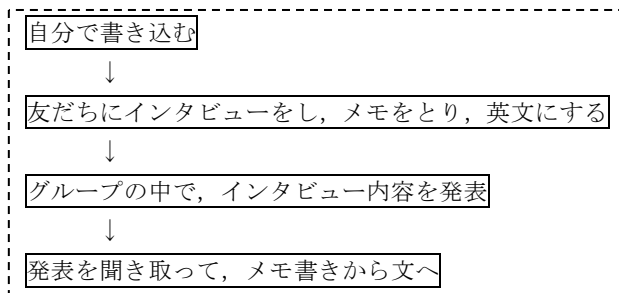 自分で書き込む
↓
友だちにインタビューをし，メモをとり，英文にする
↓
グループの中で，インタビュー内容を発表
↓
発表を聞き取って，メモ書きから文へ